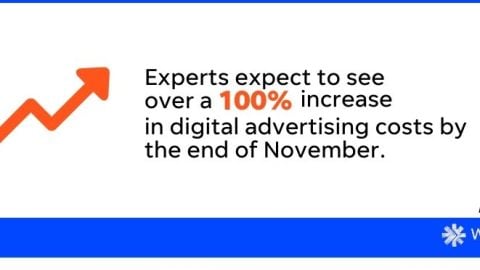 Experts expect to see
over a 100% increase
in digital advertising costs by
the end of November.
W